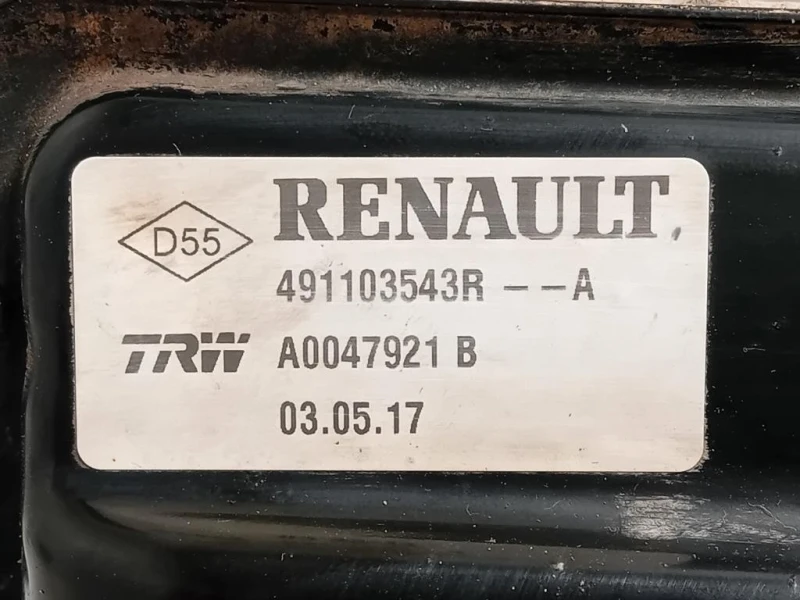 RENAULT
D55
491103543R --A
TRW A0047921 B
03.05.17